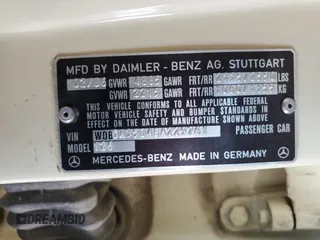 MFD BY DAIMLER - BENZ AG. STUTTGART
GVWR GAWR FRT/RR LBS
GVWR GAWR FRT/RR KG
THIS VEHICLE CONFORMS TO ALL APPLICABLE FEDERAL
MOTOR VEHICLE SAFETY AND BUMPER STANDARDS IN
EFFECT ON THE DATE OF MANUFACTURE SHOWN ABOVE
VIN WDB PASSENGER CAR
MODEL
MERCEDES-BENZ MADE IN GERMANY
DREAMBID